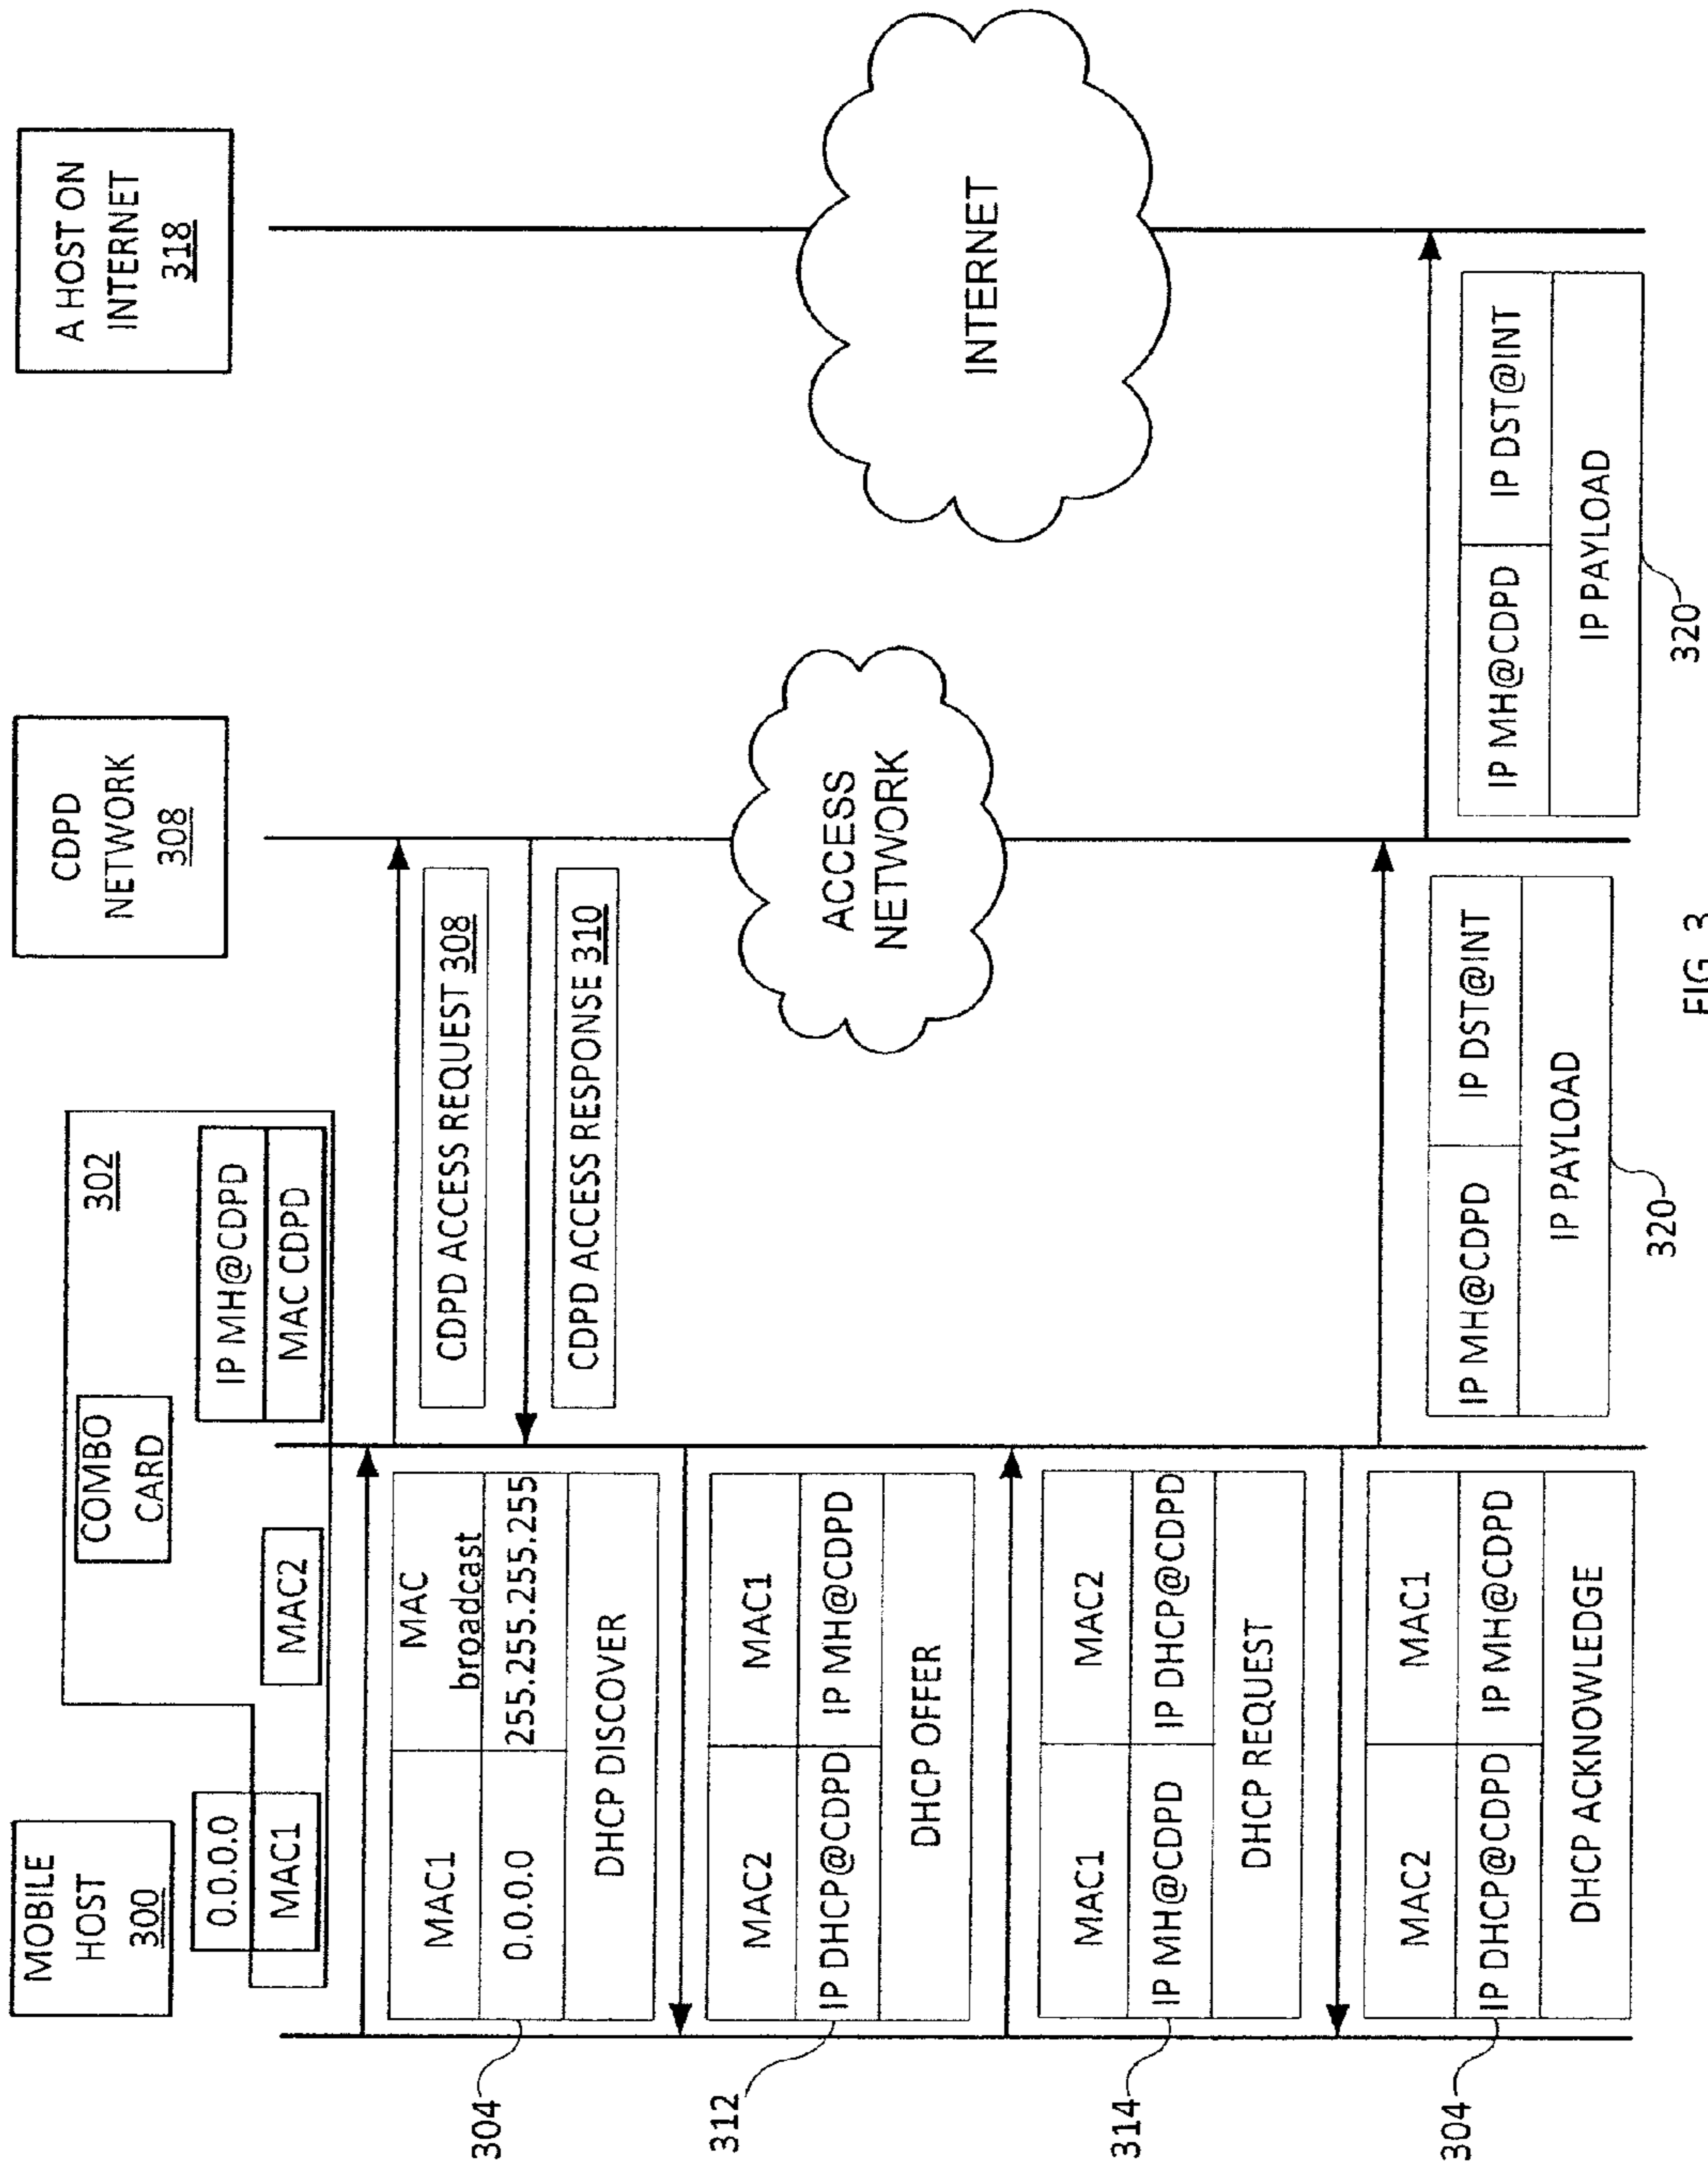 MOBILE
HOST
300
0.0.0.0
MAC1
COMBO
CARD
302
MAC2
IP MH@CDPD
MAC CDPD
CDPD
NETWORK
308
A HOST ON
INTERNET
318
304
MAC1
MAC
broadcast
0.0.0.0
255.255.255.255
DHCP DISCOVER
CDPD ACCESS REQUEST 308
CDPD ACCESS RESPONSE 310
312
MAC2
MAC1
IP DHCP@CDPD
IP MH@CDPD
DHCP OFFER
ACCESS
NETWORK
INTERNET
314
MAC1
MAC2
IP MH@CDPD
IP DHCP@CDPD
DHCP REQUEST
304
MAC2
MAC1
IP DHCP@CDPD
IP MH@CDPD
DHCP ACKNOWLEDGE
IP MH@CDPD
IP DST@INT
IP PAYLOAD
320
IP MH@CDPD
IP DST@INT
IP PAYLOAD
320
FIG. 3